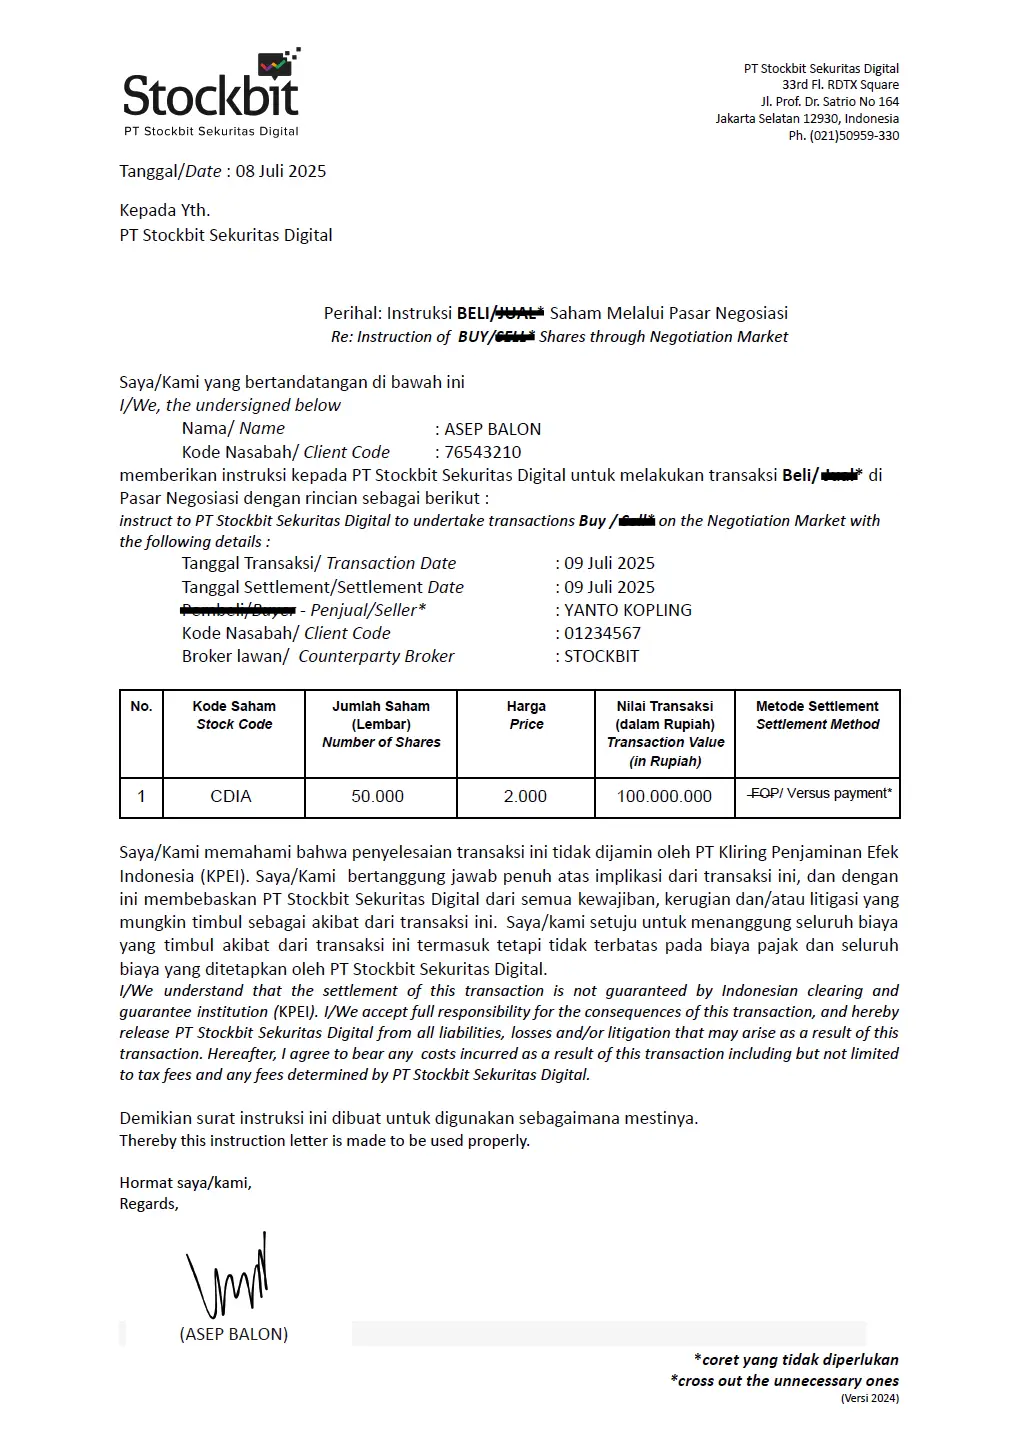 Stockbit
PT Stockbit Sekuritas Digital
PT Stockbit Sekuritas Digital
33rd Fl. RDTX Square
Jl. Prof. Dr. Satrio No 164
Jakarta Selatan 12930, Indonesia
Ph. (021)50959-330
Tanggal/Date : 08 Juli 2025
Kepada Yth.
PT Stockbit Sekuritas Digital
Perihal: Instruksi BELI/JUAL* Saham Melalui Pasar Negosiasi
Re: Instruction of BUY/SELL* Shares through Negotiation Market
Saya/Kami yang bertandatangan di bawah ini
I/We, the undersigned below
Nama/ Name : ASEP BALON
Kode Nasabah/ Client Code : 76543210
memberikan instruksi kepada PT Stockbit Sekuritas Digital untuk melakukan transaksi Beli/ Jual* di
Pasar Negosiasi dengan rincian sebagai berikut :
instruct to PT Stockbit Sekuritas Digital to undertake transactions Buy / Sell* on the Negotiation Market with
the following details :
Tanggal Transaksi/ Transaction Date : 09 Juli 2025
Tanggal Settlement/Settlement Date : 09 Juli 2025
Pembeli/Buyer - Penjual/Seller* : YANTO KOPLING
Kode Nasabah/ Client Code : 01234567
Broker lawan/ Counterparty Broker : STOCKBIT
No. Kode Saham Jumlah Saham Harga Nilai Transaksi Metode Settlement
Stock Code (Lembar) Price (dalam Rupiah) Settlement Method
Number of Shares Transaction Value
(in Rupiah)
1 CDIA 50.000 2.000 100.000.000 FOP/ Versus payment*
Saya/Kami memahami bahwa penyelesaian transaksi ini tidak dijamin oleh PT Kliring Penjaminan Efek
Indonesia (KPEI). Saya/Kami bertanggung jawab penuh atas implikasi dari transaksi ini, dan dengan
ini membebaskan PT Stockbit Sekuritas Digital dari semua kewajiban, kerugian dan/atau litigasi yang
mungkin timbul sebagai akibat dari transaksi ini. Saya/kami setuju untuk menanggung seluruh biaya
yang timbul akibat dari transaksi ini termasuk tetapi tidak terbatas pada biaya pajak dan seluruh
biaya yang ditetapkan oleh PT Stockbit Sekuritas Digital.
I/We understand that the settlement of this transaction is not guaranteed by Indonesian clearing and
guarantee institution (KPEI). I/We accept full responsibility for the consequences of this transaction, and hereby
release PT Stockbit Sekuritas Digital from all liabilities, losses and/or litigation that may arise as a result of this
transaction. Hereafter, I agree to bear any costs incurred as a result of this transaction including but not limited
to tax fees and any fees determined by PT Stockbit Sekuritas Digital.
Demikian surat instruksi ini dibuat untuk digunakan sebagaimana mestinya.
Thereby this instruction letter is made to be used properly.
Hormat saya/kami,
Regards,
(ASEP BALON)
*coret yang tidak diperlukan
*cross out the unnecessary ones
(Versi 2024)